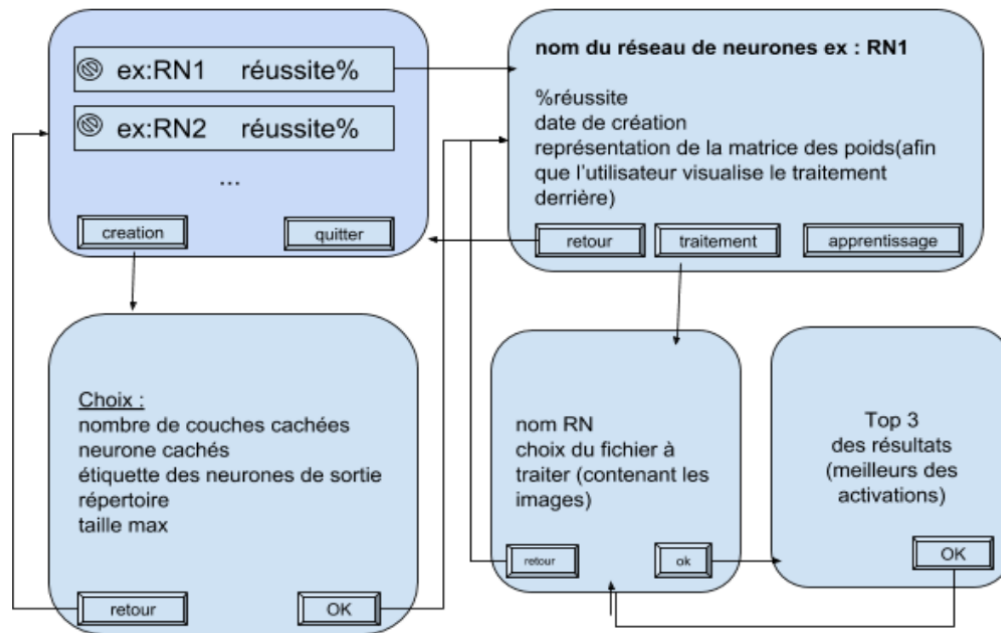 ex:RN1 réussite%
ex:RN2 réussite%
...
creation
quitter
nom du réseau de neurones ex : RN1
%réussite
date de création
représentation de la matrice des poids(afin
que l'utilisateur visualise le traitement
derrière)
retour
traitement
apprentissage
Choix :
nombre de couches cachées
neurone cachés
étiquette des neurones de sortie
répertoire
taille max
retour
OK
nom RN
choix du fichier à
traiter (contenant les
images)
retour
ok
Top 3
des résultats
(meilleurs des
activations)
OK